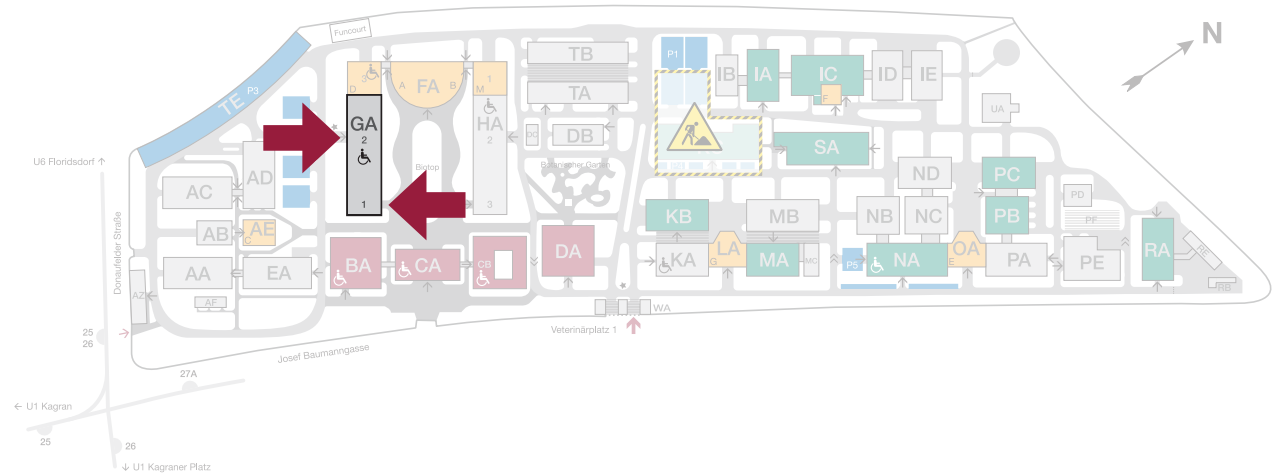 Funcourt
N
TE P3
3
D
A
FA
B
1
M
TB
TA
P1
IB
IA
IC
F
ID
IE
UA
GA
2
1
HA
2
3
Biotop
DC
DB
Botanischer Garten
SA
U6 Floridsdorf ↑
AC
AD
AB
AE
C
AA
EA
AF
AZ
Donaufelder Straße
BA
CA
CB
DA
KB
KA
LA
G
MB
MA
MC
ND
NB
NC
NA
P5
OA
E
PC
PB
PA
PD
PF
PE
RA
RE
RB
WA
Veterinärplatz 1
Josef Baumanngasse
25
26
27A
← U1 Kagran
25
26
↓ U1 Kagraner Platz